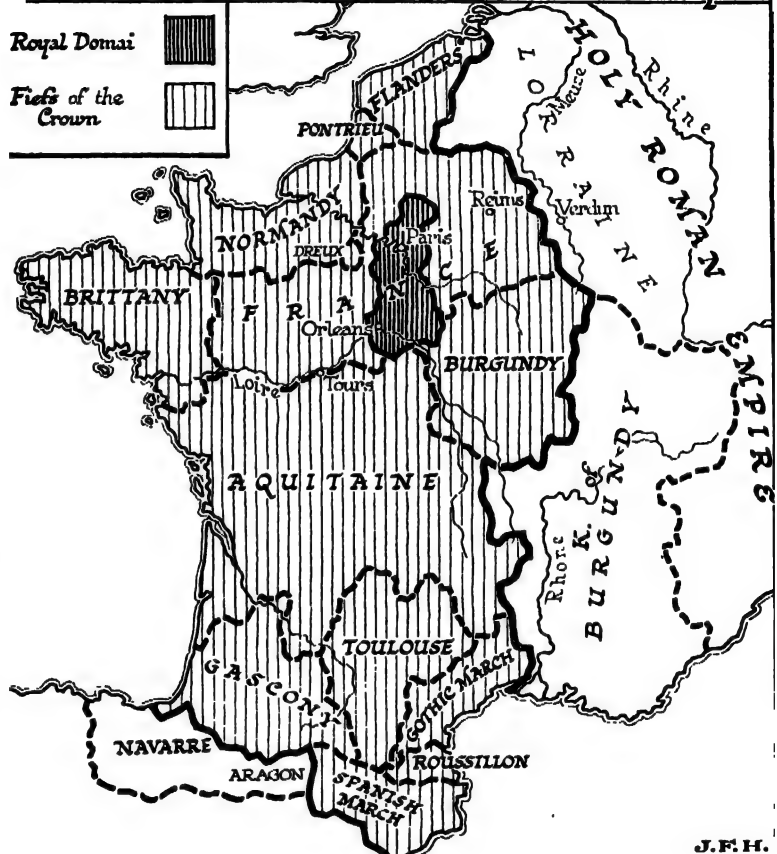 Royal Domai
Fiefs of the
Crown
FLANDERS
PONTRIEU
NORMANDY
DREUX
BRITTANY
FRANCE
Paris
Reims
Orleans
Loire
Tours
BURGUNDY
AQUITAINE
TOULOUSE
GASCONY
GOTHIC MARCH
ROUSSILLON
SPANISH
MARCH
NAVARRE
ARAGON
LORRAINE
Meuse
Verdun
Rhine
HOLY ROMAN
EMPIRE
K. of
BURGUNDY
Rhone
J.F.H.